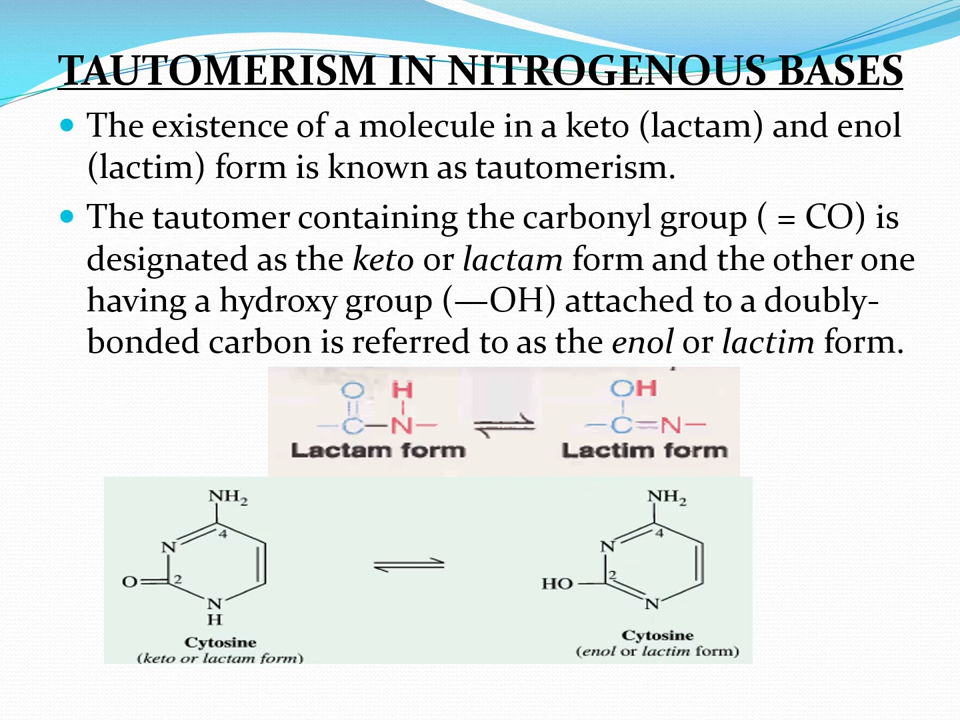 TAUTOMERISM IN NITROGENOUS BASES
The existence of a molecule in a keto (lactam) and enol
(lactim) form is known as tautomerism.
The tautomer containing the carbonyl group ( = CO) is
designated as the keto or lactam form and the other one
having a hydroxy group (—OH) attached to a doubly-
bonded carbon is referred to as the enol or lactim form.
O H
–C–N–
Lactam form
OH
–C=N–
Lactim form
NH2
4
N
O 2
N
H
Cytosine
(keto or lactam form)
NH2
4
N
HO 2
N
Cytosine
(enol or lactim form)